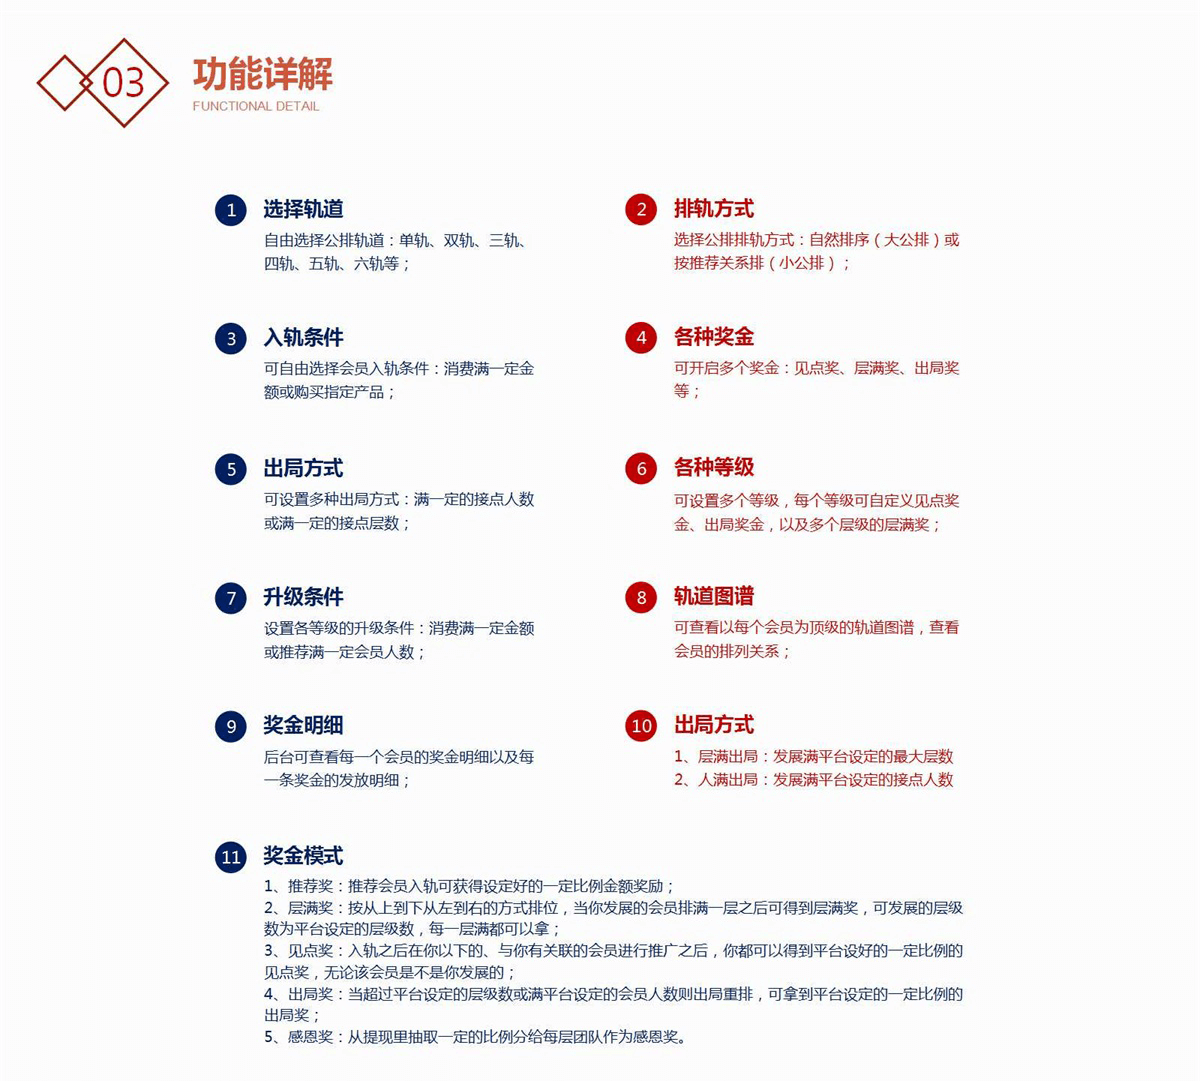 03
功能详解
FUNCTIONAL DETAIL
1
选择轨道
自由选择公排轨道：单轨、双轨、三轨、
四轨、五轨、六轨等；
2
排轨方式
选择公排排轨方式：自然排序（大公排）或
按推荐关系排（小公排）；
3
入轨条件
可自由选择会员入轨条件：消费满一定金
额或购买指定产品；
4
各种奖金
可开启多个奖金：见点奖、层满奖、出局奖
等；
5
出局方式
可设置多种出局方式：满一定的接点人数
或满一定的接点层数；
6
各种等级
可设置多个等级，每个等级可自定义见点奖
金、出局奖金，以及多个层级的层满奖；
7
升级条件
设置各等级的升级条件：消费满一定金额
或推荐满一定会员人数；
8
轨道图谱
可查看以每个会员为顶级的轨道图谱，查看
会员的排列关系；
9
奖金明细
后台可查看每一个会员的奖金明细以及每
一条奖金的发放明细；
10
出局方式
1、层满出局：发展满平台设定的最大层数
2、人满出局：发展满平台设定的接点人数
11
奖金模式
1、推荐奖：推荐会员入轨可获得设定好的一定比例金额奖励；
2、层满奖：按从上到下从左到右的方式排位，当你发展的会员排满一层之后可得到层满奖，可发展的层级
数为平台设定的层级数，每一层满都可以拿；
3、见点奖：入轨之后在你以下的、与你有关联的会员进行推广之后，你都可以得到平台设好的一定比例的
见点奖，无论该会员是不是你发展的；
4、出局奖：当超过平台设定的层级数或满平台设定的会员人数则出局重排，可拿到平台设定的一定比例的
出局奖；
5、感恩奖：从提现里抽取一定的比例分给每层团队作为感恩奖。